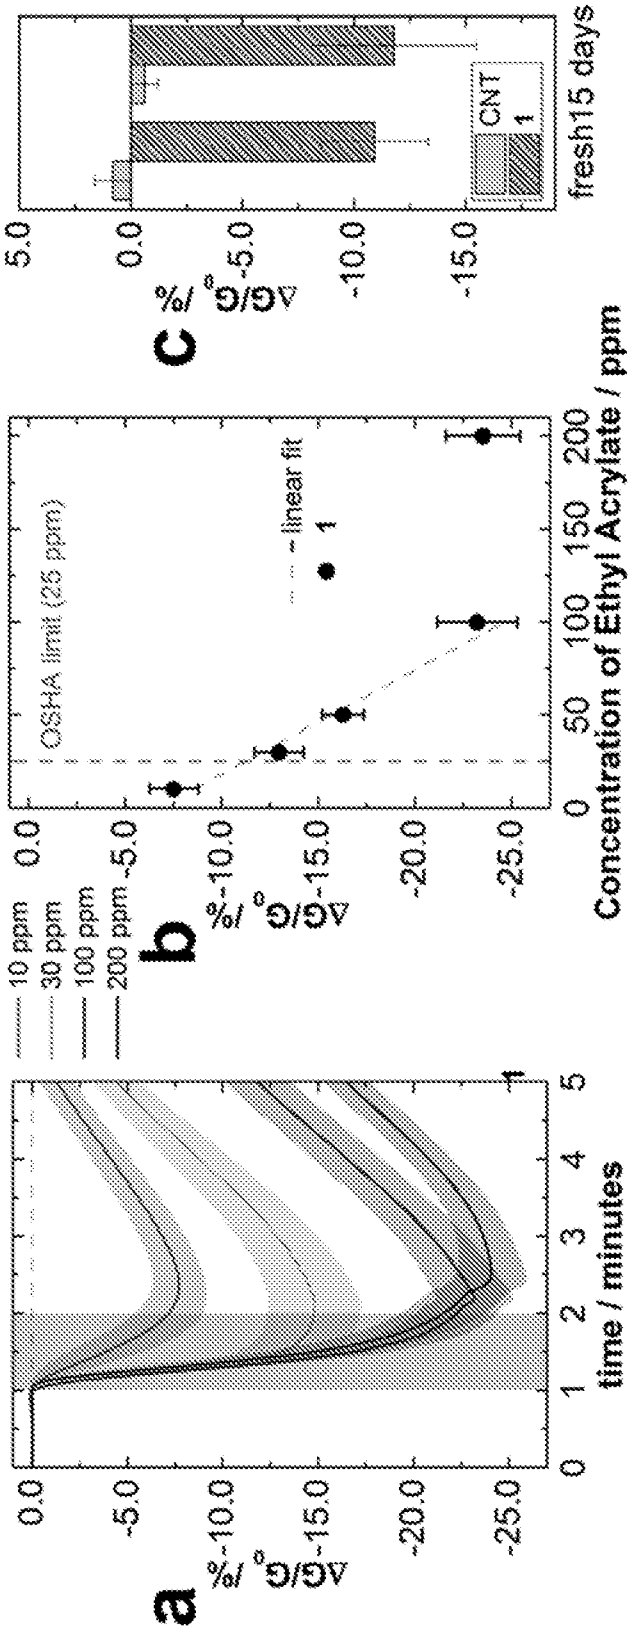 a
ΔG/G₀ /%
0.0
-5.0
-10.0
-15.0
-20.0
-25.0
0
1
2
3
4
5
time / minutes
1
10 ppm
30 ppm
100 ppm
200 ppm
b
ΔG/G₀ /%
0.0
-5.0
-10.0
-15.0
-20.0
-25.0
OSHA limit (25 ppm)
linear fit
1
0
50
100
150
200
Concentration of Ethyl Acrylate / ppm
c
ΔG/G₀ /%
5.0
0.0
-5.0
-10.0
-15.0
CNT
1
fresh15 days